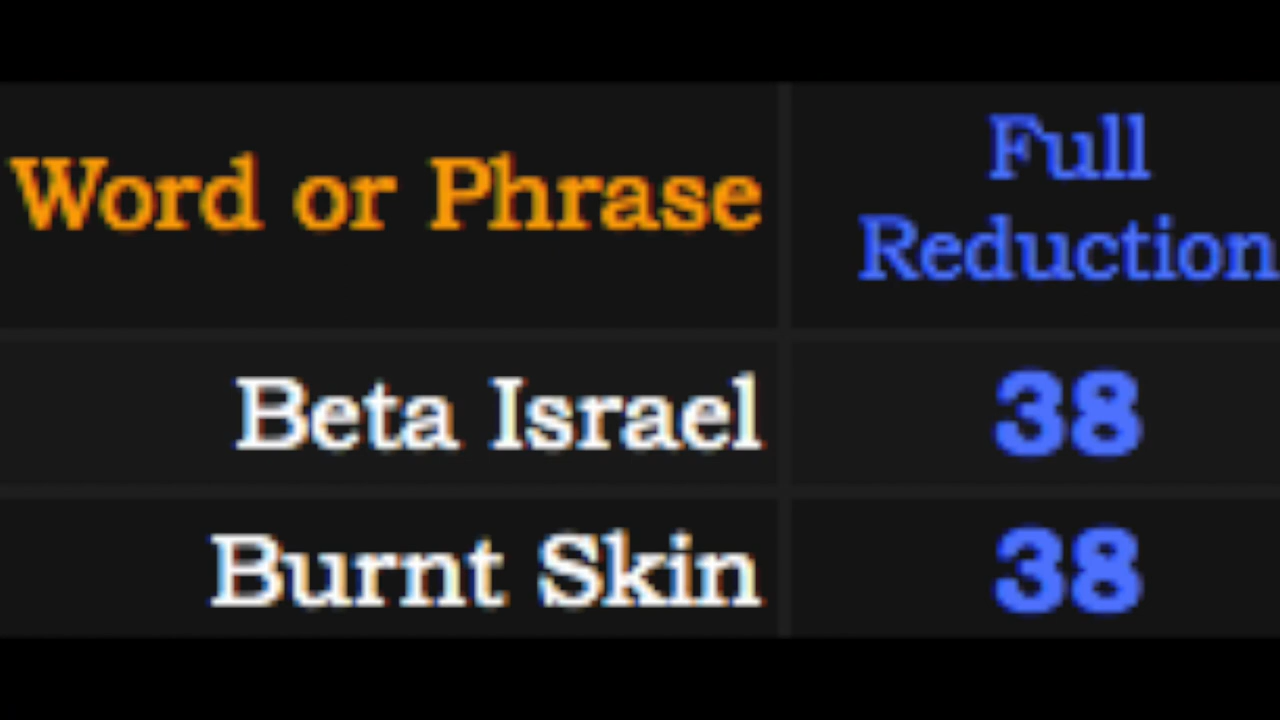 Word or Phrase
Full
Reduction
Beta Israel
38
Burnt Skin
38